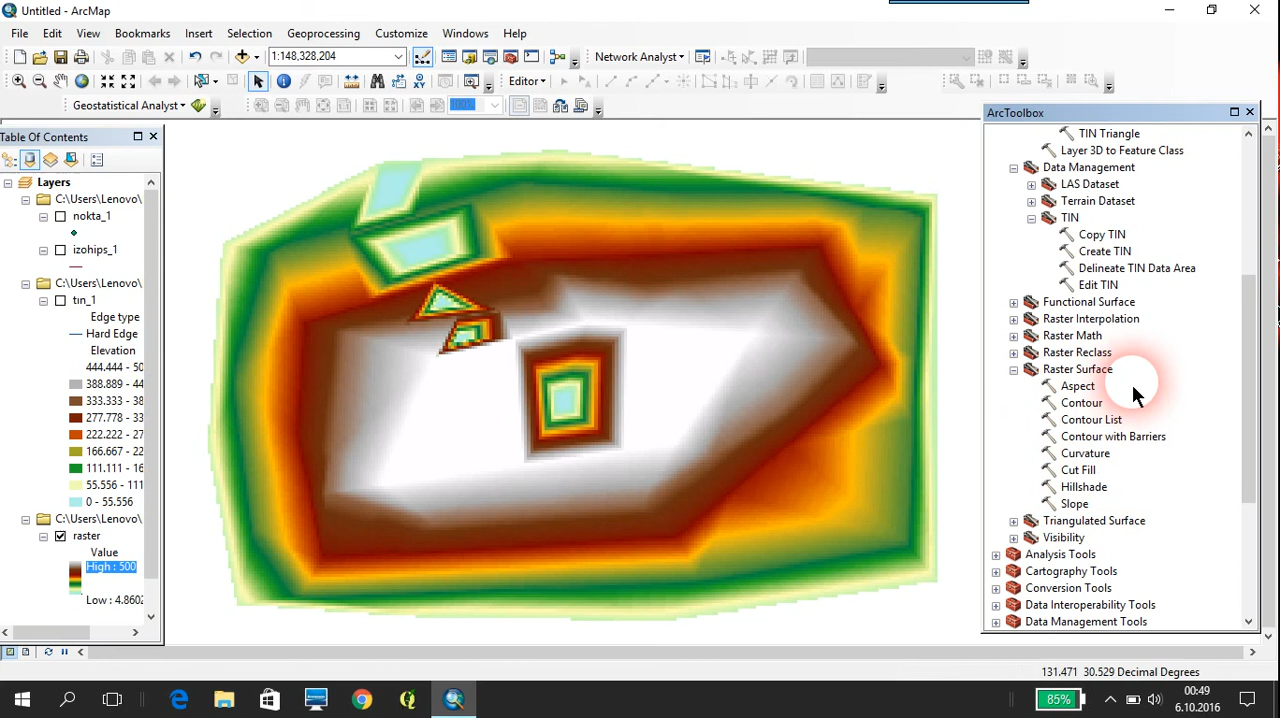 Untitled - ArcMap
File Edit View Bookmarks Insert Selection Geoprocessing Customize Windows Help
1:148,328,204 Network Analyst
Editor
Geostatistical Analyst 100%
Table Of Contents
Layers
C:\Users\Lenovo\
nokta_1
izohips_1
C:\Users\Lenovo\
tin_1
Edge type
Hard Edge
Elevation
444.444 - 50
388.889 - 44
333.333 - 38
277.778 - 33
222.222 - 27
166.667 - 22
111.111 - 16
55.556 - 111
0 - 55.556
C:\Users\Lenovo\
raster
Value
High : 500
Low : 4.8602
ArcToolbox
TIN Triangle
Layer 3D to Feature Class
Data Management
LAS Dataset
Terrain Dataset
TIN
Copy TIN
Create TIN
Delineate TIN Data Area
Edit TIN
Functional Surface
Raster Interpolation
Raster Math
Raster Reclass
Raster Surface
Aspect
Contour
Contour List
Contour with Barriers
Curvature
Cut Fill
Hillshade
Slope
Triangulated Surface
Visibility
Analysis Tools
Cartography Tools
Conversion Tools
Data Interoperability Tools
Data Management Tools
131.471 30.529 Decimal Degrees
85%
00:49
6.10.2016